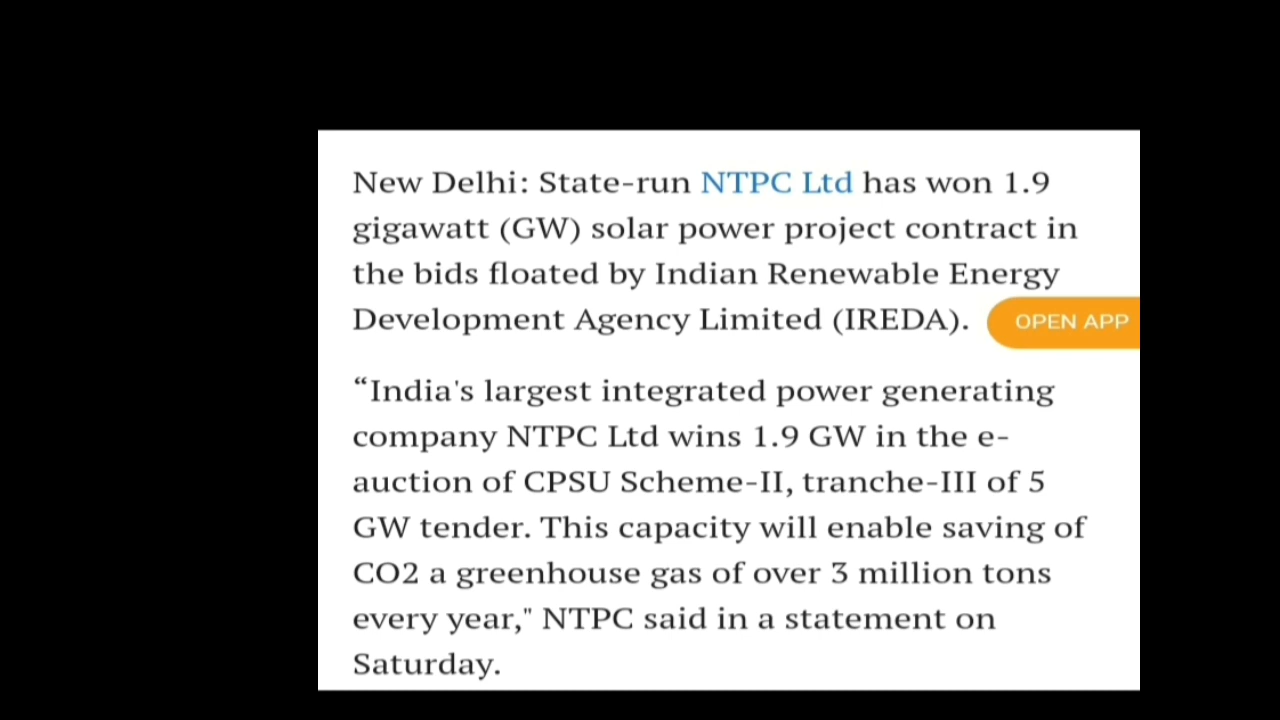 New Delhi: State-run NTPC Ltd has won 1.9
gigawatt (GW) solar power project contract in
the bids floated by Indian Renewable Energy
Development Agency Limited (IREDA).
OPEN APP
“India's largest integrated power generating
company NTPC Ltd wins 1.9 GW in the e-
auction of CPSU Scheme-II, tranche-III of 5
GW tender. This capacity will enable saving of
CO2 a greenhouse gas of over 3 million tons
every year," NTPC said in a statement on
Saturday.